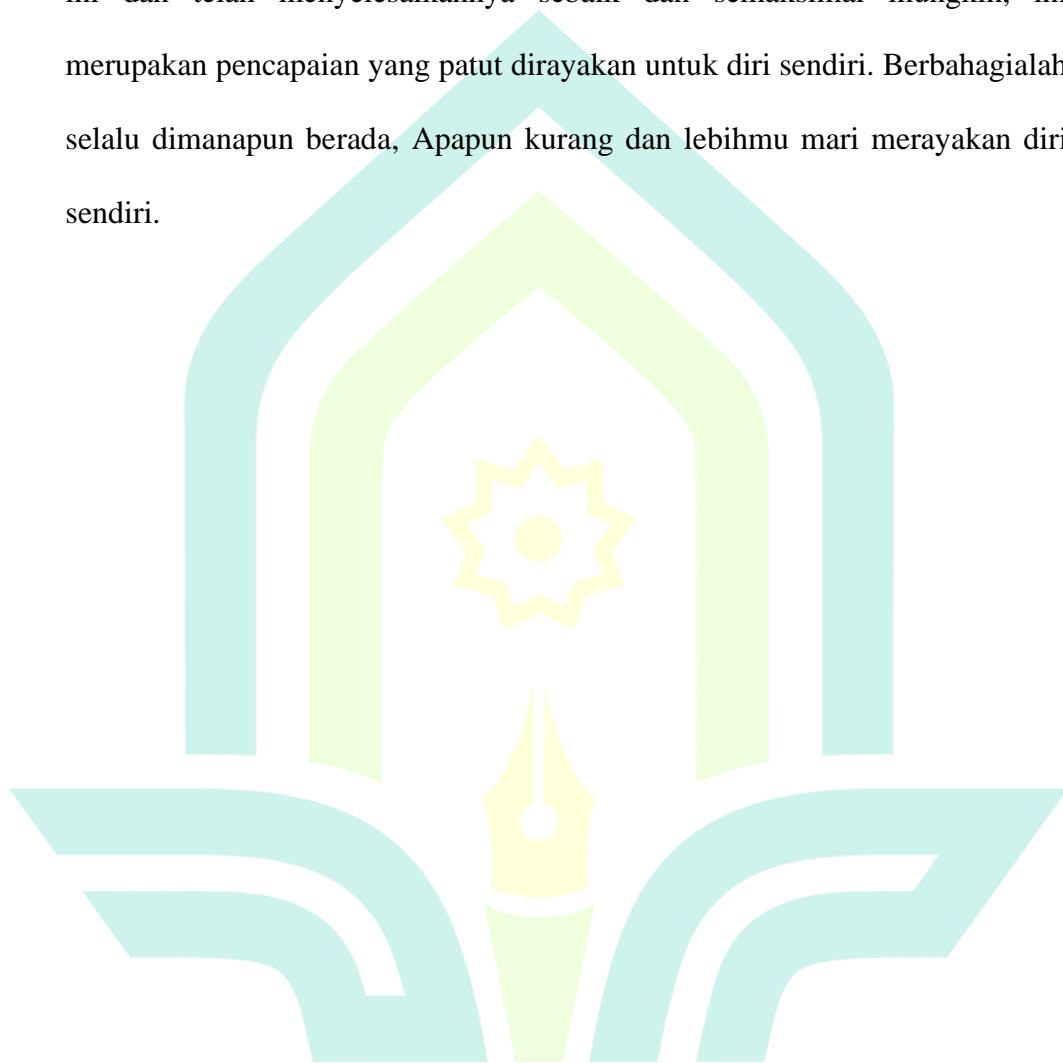 merupakan pencapaian yang patut dirayakan untuk diri sendiri. Berbahagialah
selalu dimanapun berada, Apapun kurang dan lebihmu mari merayakan diri
sendiri.